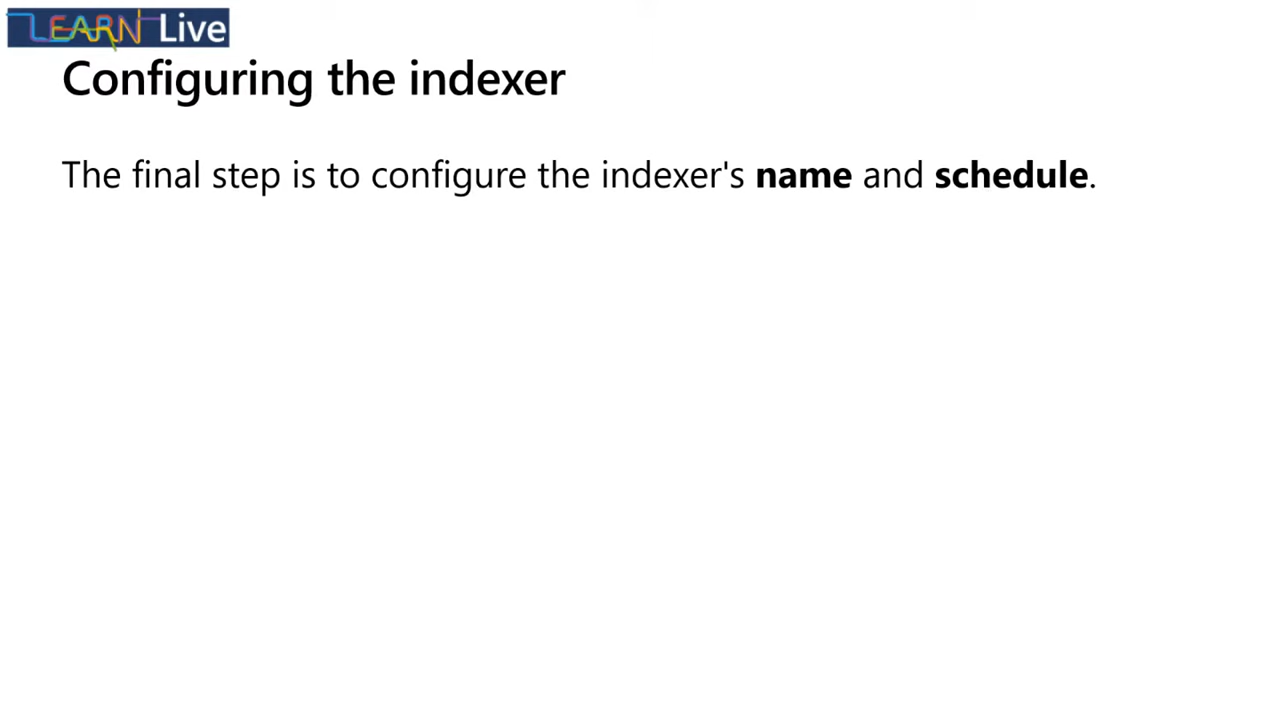 LEARN Live
Configuring the indexer
The final step is to configure the indexer's name and schedule.